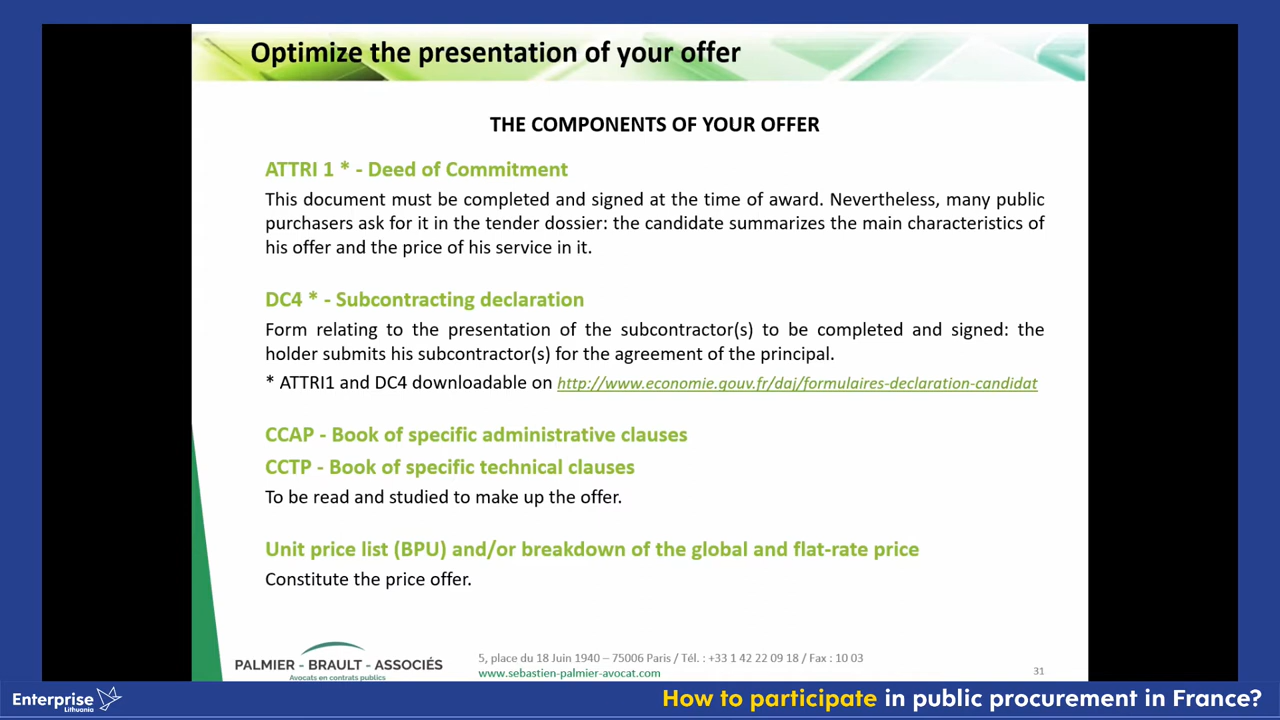 Optimize the presentation of your offer
THE COMPONENTS OF YOUR OFFER
ATTRI 1 * - Deed of Commitment
This document must be completed and signed at the time of award. Nevertheless, many public
purchasers ask for it in the tender dossier: the candidate summarizes the main characteristics of
his offer and the price of his service in it.
DC4 * - Subcontracting declaration
Form relating to the presentation of the subcontractor(s) to be completed and signed: the
holder submits his subcontractor(s) for the agreement of the principal.
* ATTRI1 and DC4 downloadable on http://www.economie.gouv.fr/daj/formulaires-declaration-candidat
CCAP - Book of specific administrative clauses
CCTP - Book of specific technical clauses
To be read and studied to make up the offer.
Unit price list (BPU) and/or breakdown of the global and flat-rate price
Constitute the price offer.
PALMIER - BRAULT - ASSOCIÉS
Avocats en contrats publics
5, place du 18 Juin 1940 – 75006 Paris / Tél. : +33 1 42 22 09 18 / Fax : 10 03
www.sebastien-palmier-avocat.com
31
Enterprise
Lithuania
How to participate in public procurement in France?